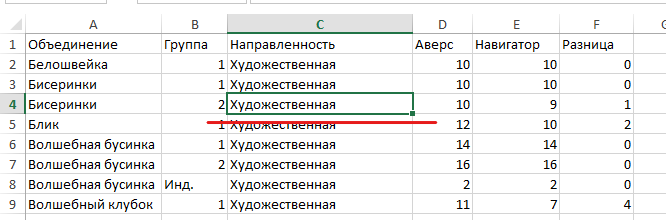 A B C D E F
1 Объединение Группа Направленность Аверс Навигатор Разница
2 Белошвейка 1 Художественная 10 10 0
3 Бисеринки 1 Художественная 10 10 0
4 Бисеринки 2 Художественная 10 9 1
5 Блик 1 Художественная 12 10 2
6 Волшебная бусинка 1 Художественная 14 14 0
7 Волшебная бусинка 2 Художественная 16 16 0
8 Волшебная бусинка Инд. Художественная 2 2 0
9 Волшебный клубок 1 Художественная 11 7 4